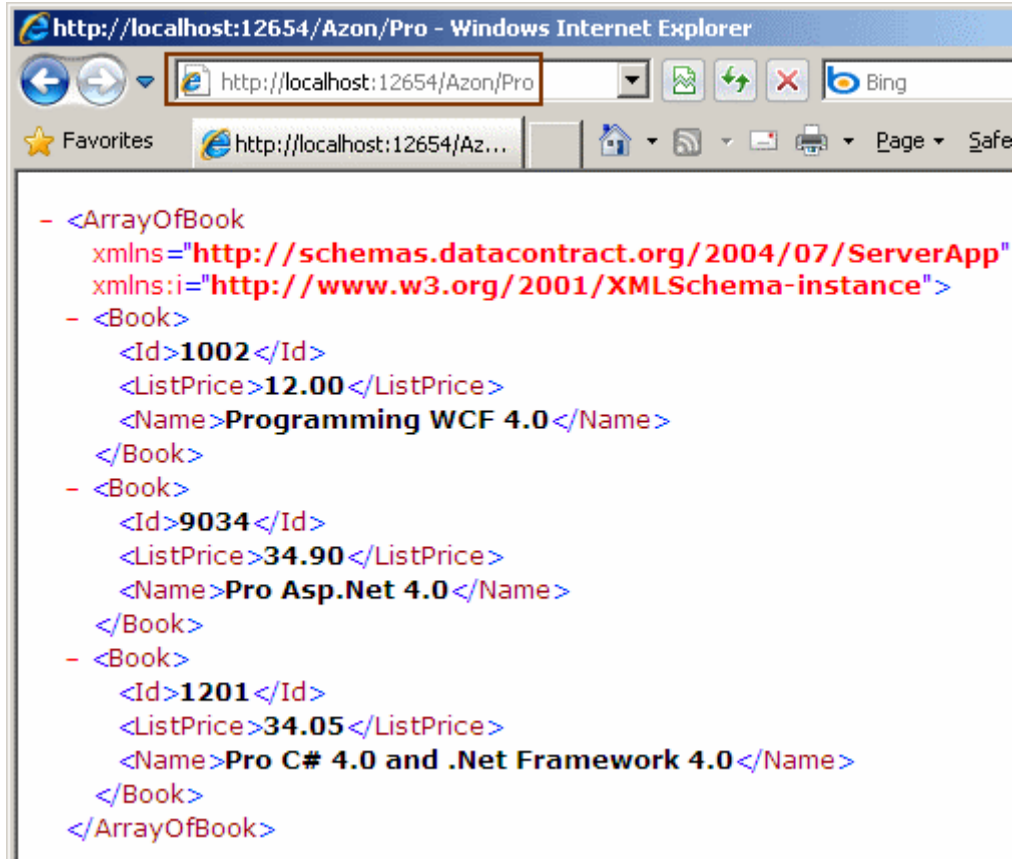 http://localhost:12654/Azon/Pro - Windows Internet Explorer
http://localhost:12654/Azon/Pro
Bing
Favorites
http://localhost:12654/Az...
Page
Safe
- <ArrayOfBook
xmlns="http://schemas.datacontract.org/2004/07/ServerApp"
xmlns:i="http://www.w3.org/2001/XMLSchema-instance">
- <Book>
<Id>1002</Id>
<ListPrice>12.00</ListPrice>
<Name>Programming WCF 4.0</Name>
</Book>
- <Book>
<Id>9034</Id>
<ListPrice>34.90</ListPrice>
<Name>Pro Asp.Net 4.0</Name>
</Book>
- <Book>
<Id>1201</Id>
<ListPrice>34.05</ListPrice>
<Name>Pro C# 4.0 and .Net Framework 4.0</Name>
</Book>
</ArrayOfBook>